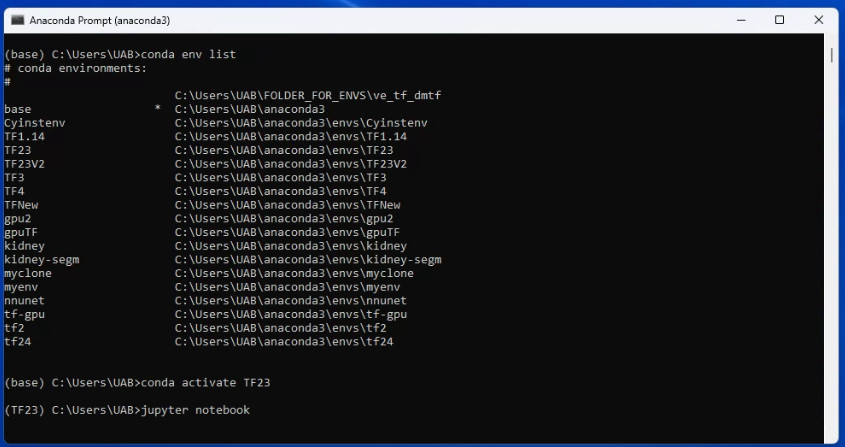 Anaconda Prompt (anaconda3)
(base) C:\Users\UAB>conda env list
# conda environments:
#
C:\Users\UAB\FOLDER_FOR_ENVS\ve_tf_dmtf
base * C:\Users\UAB\anaconda3
Cyinstenv C:\Users\UAB\anaconda3\envs\Cyinstenv
TF1.14 C:\Users\UAB\anaconda3\envs\TF1.14
TF23 C:\Users\UAB\anaconda3\envs\TF23
TF23V2 C:\Users\UAB\anaconda3\envs\TF23V2
TF3 C:\Users\UAB\anaconda3\envs\TF3
TF4 C:\Users\UAB\anaconda3\envs\TF4
TFNew C:\Users\UAB\anaconda3\envs\TFNew
gpu2 C:\Users\UAB\anaconda3\envs\gpu2
gpuTF C:\Users\UAB\anaconda3\envs\gpuTF
kidney C:\Users\UAB\anaconda3\envs\kidney
kidney-segm C:\Users\UAB\anaconda3\envs\kidney-segm
myclone C:\Users\UAB\anaconda3\envs\myclone
myenv C:\Users\UAB\anaconda3\envs\myenv
nnunet C:\Users\UAB\anaconda3\envs\nnunet
tf-gpu C:\Users\UAB\anaconda3\envs\tf-gpu
tf2 C:\Users\UAB\anaconda3\envs\tf2
tf24 C:\Users\UAB\anaconda3\envs\tf24
(base) C:\Users\UAB>conda activate TF23
(TF23) C:\Users\UAB>jupyter notebook